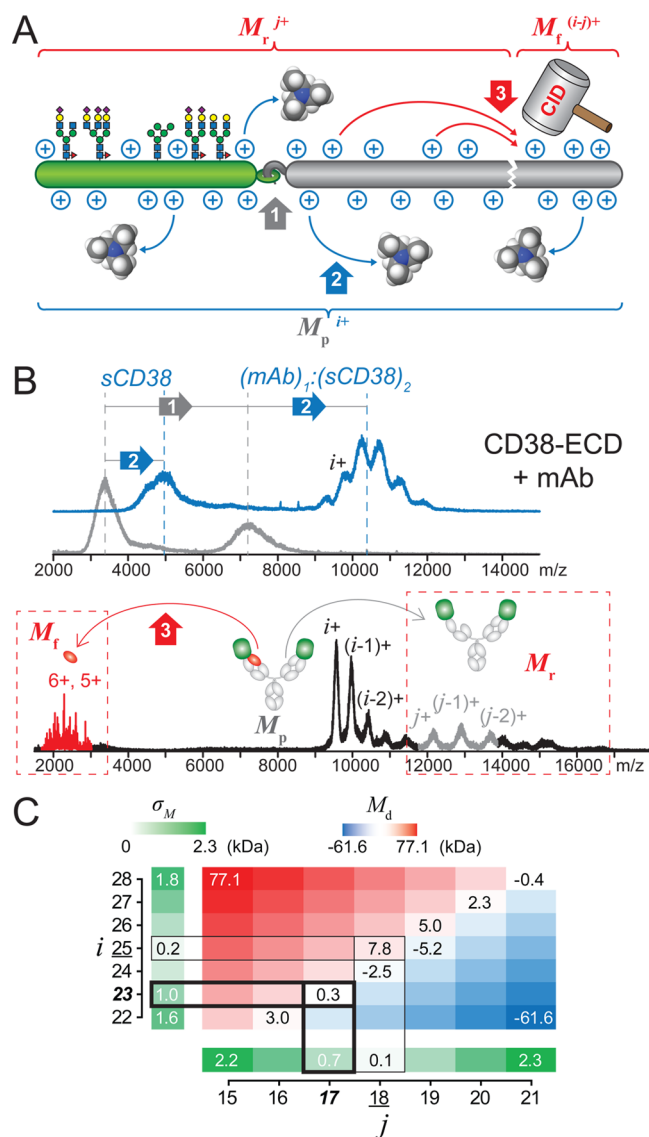 A
Mr j+
Mf (i-j)+
3
CID
1
2
Mp i+
B
sCD38
(mAb)1:(sCD38)2
1
2
2
i+
CD38-ECD
+ mAb
2000 4000 6000 8000 10000 12000 14000 m/z
Mf
3
6+, 5+
Mp
i+
(i-1)+
(i-2)+
Mr
j+
(j-1)+
(j-2)+
2000 4000 6000 8000 10000 12000 14000 16000 m/z
C
σM
Md
0 2.3 (kDa)
-61.6 77.1 (kDa)
28 1.8 77.1 -0.4
27 2.3
26 5.0
i 25 0.2 7.8 -5.2
24 -2.5
23 1.0 0.3
22 1.6 3.0 -61.6
2.2 0.7 0.1 2.3
15 16 17 18 19 20 21
j